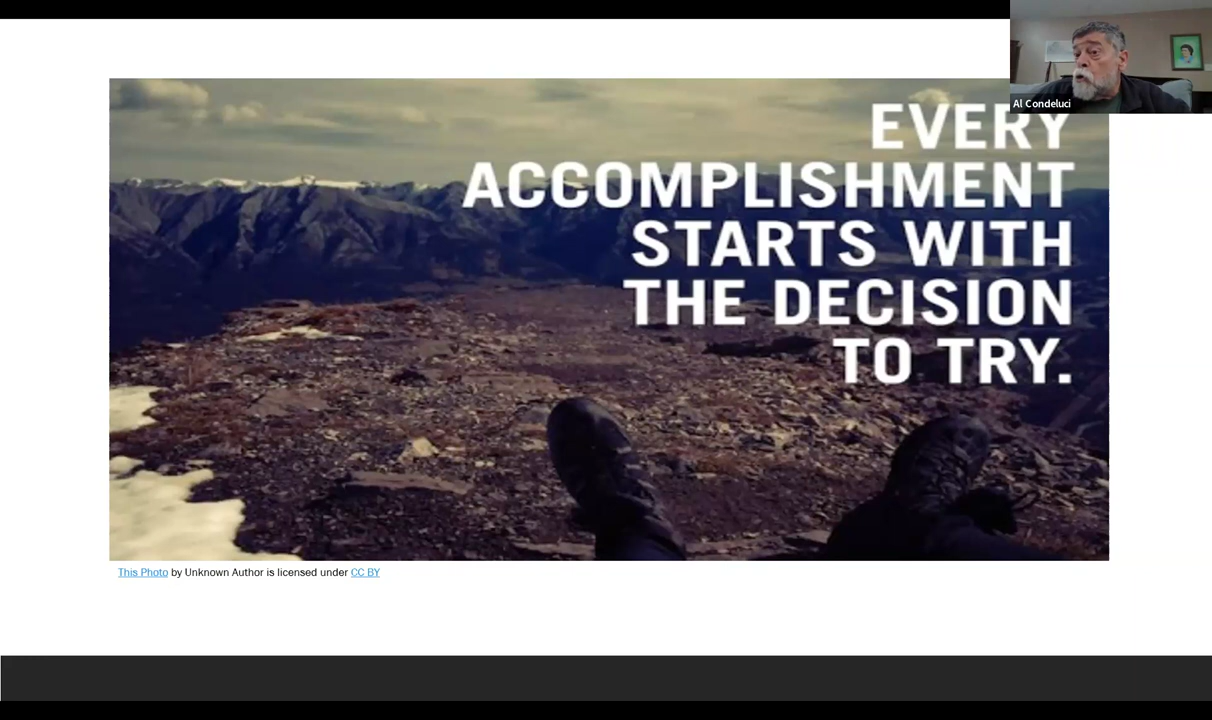 Al Condeluci
EVERY
ACCOMPLISHMENT
STARTS WITH
THE DECISION
TO TRY.
This Photo by Unknown Author is licensed under CC BY